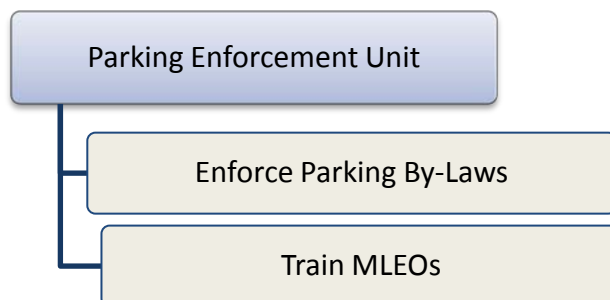 Parking Enforcement Unit
Enforce Parking By-Laws
Train MLEOs